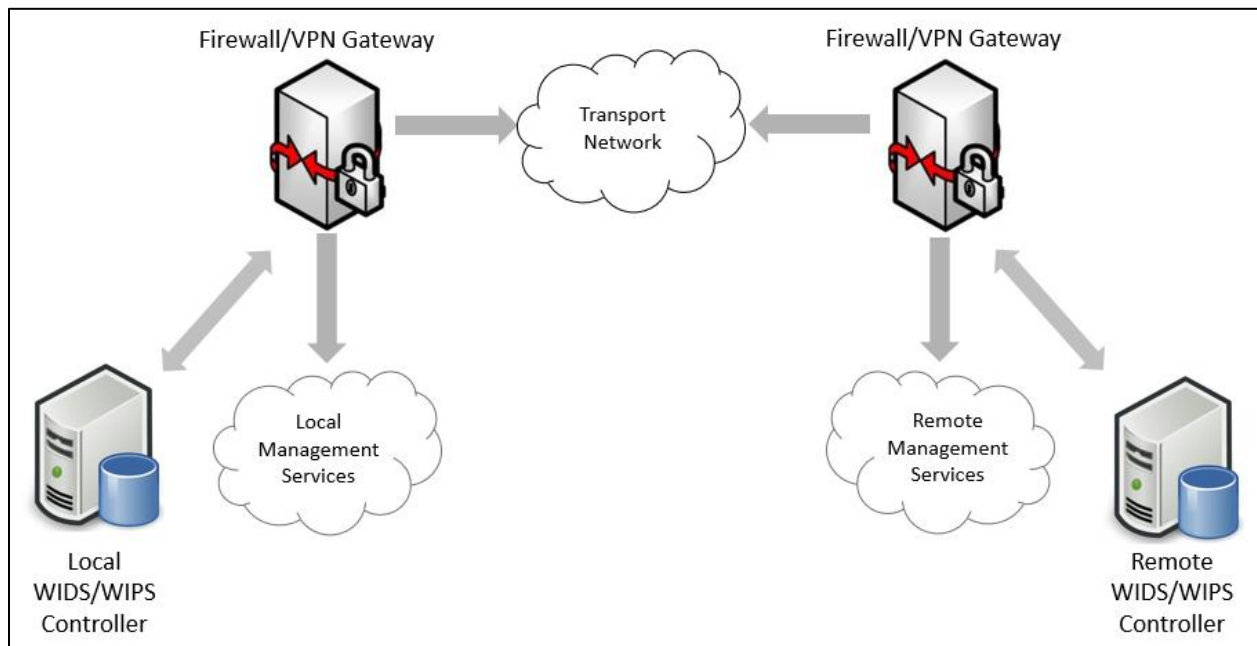 Firewall/VPN Gateway
Firewall/VPN Gateway
Transport
Network
Local
Management
Services
Remote
Management
Services
Local
WIDS/WIPS
Controller
Remote
WIDS/WIPS
Controller